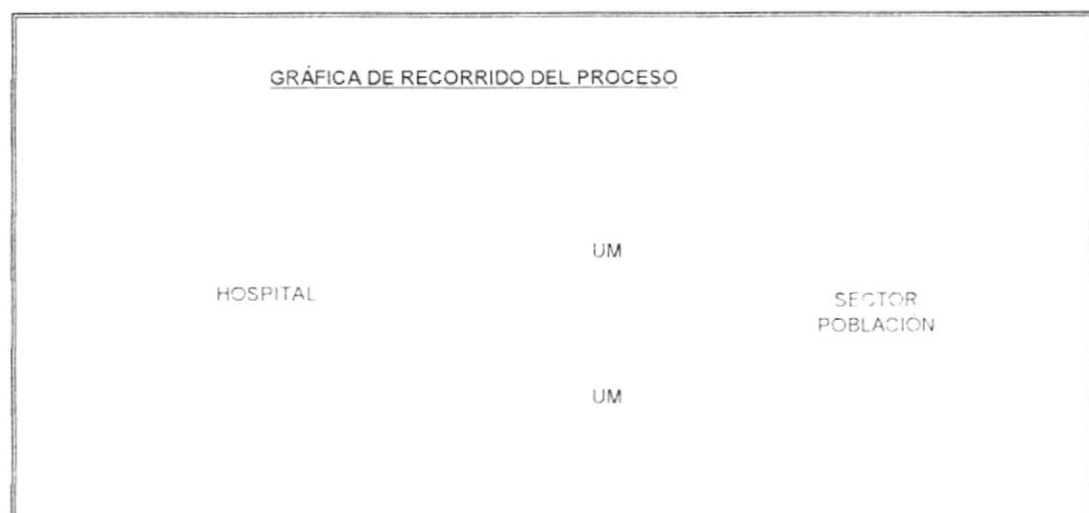 GRÁFICA DE RECORRIDO DEL PROCESO
UM
HOSPITAL
SECTOR
POBLACIÓN
UM